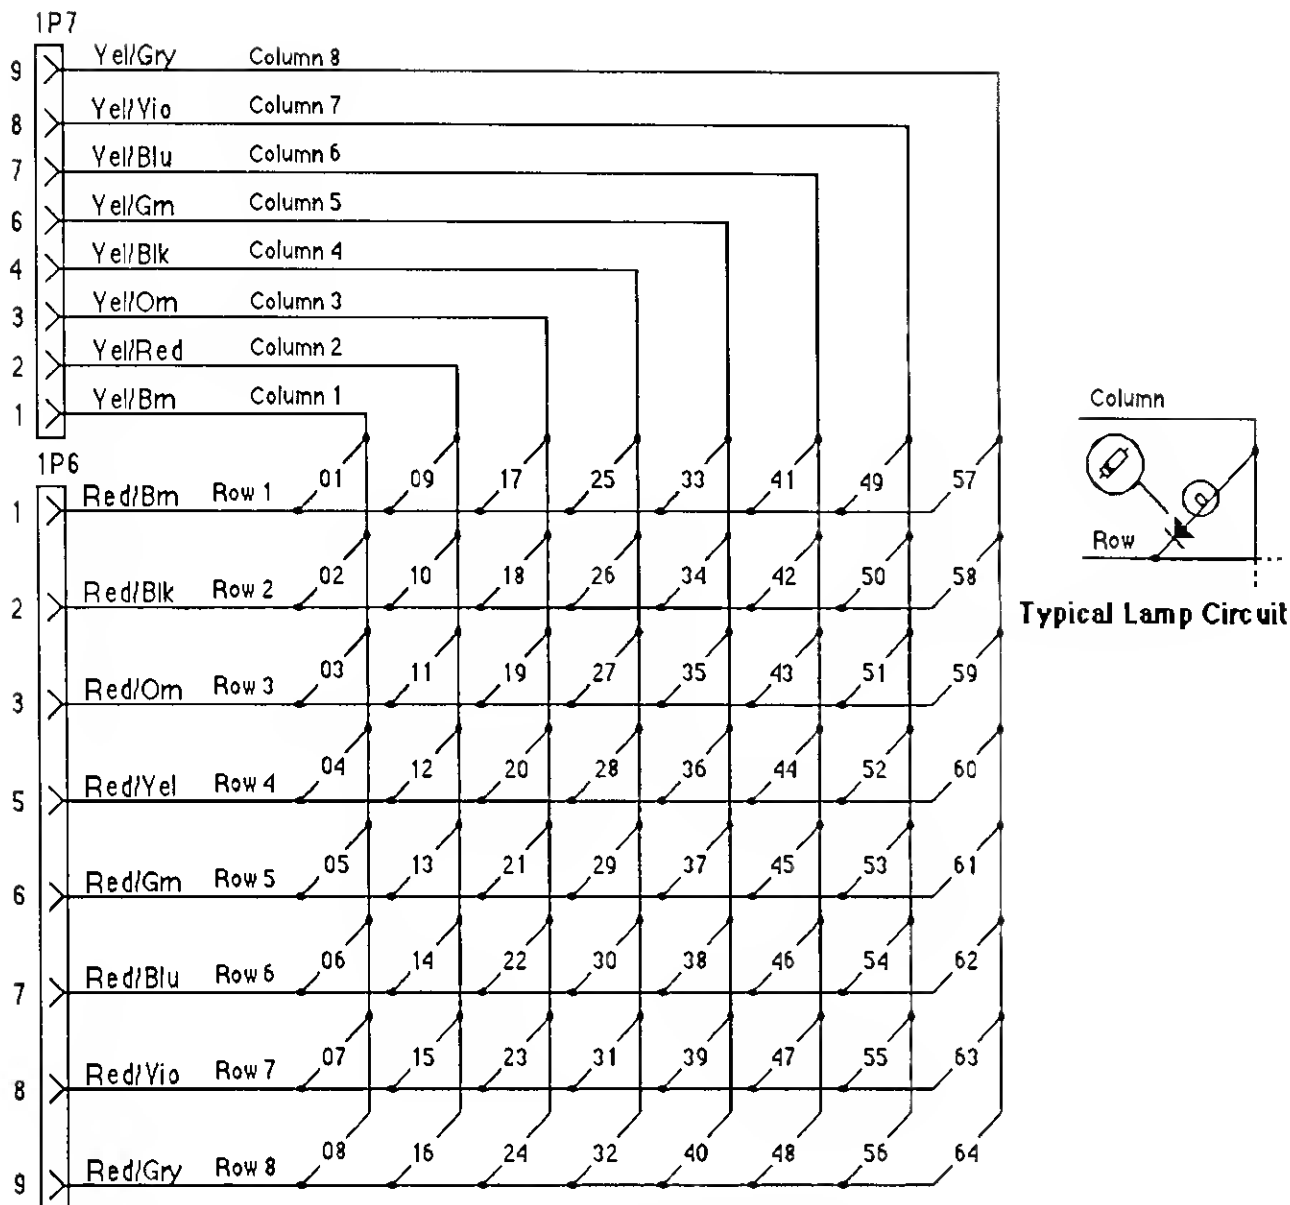 1P7
9 Yel/Gry Column 8
8 Yel/Vio Column 7
7 Yel/Blu Column 6
6 Yel/Grn Column 5
4 Yel/Blk Column 4
3 Yel/Orn Column 3
2 Yel/Red Column 2
1 Yel/Brn Column 1
1P6
1 Red/Brn Row 1 01 09 17 25 33 41 49 57
2 Red/Blk Row 2 02 10 18 26 34 42 50 58
3 Red/Orn Row 3 03 11 19 27 35 43 51 59
5 Red/Yel Row 4 04 12 20 28 36 44 52 60
6 Red/Grn Row 5 05 13 21 29 37 45 53 61
7 Red/Blu Row 6 06 14 22 30 38 46 54 62
8 Red/Vio Row 7 07 15 23 31 39 47 55 63
9 Red/Gry Row 8 08 16 24 32 40 48 56 64
Column
Row
Typical Lamp Circuit